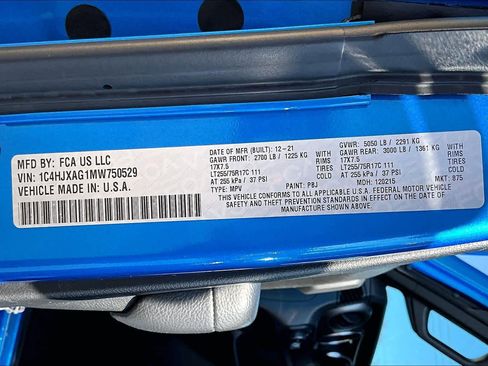 MFD BY: FCA US LLC
VIN: 1C4HJXAG1MW750529
VEHICLE MADE IN: U.S.A.
DATE OF MFR (BUILT): 12-21 GVWR: 5050 LB / 2291 KG
GAWR FRONT: 2700 LB / 1225 KG GAWR REAR: 3000 LB / 1361 KG
17X7.5 RIMS 17X7.5 RIMS
LT255/75R17C 111 TIRES LT255/75R17C 111 TIRES
AT 255 kPa / 37 PSI COLD AT 255 kPa / 37 PSI COLD
TYPE: MPV PAINT: PBJ MDH: 120215 MKT: 875
THIS VEHICLE CONFORMS TO ALL APPLICABLE U.S.A. FEDERAL MOTOR VEHICLE
SAFETY AND THEFT PREVENTION STANDARDS IN EFFECT ON THE DATE OF
MANUFACTURE SHOWN ABOVE.